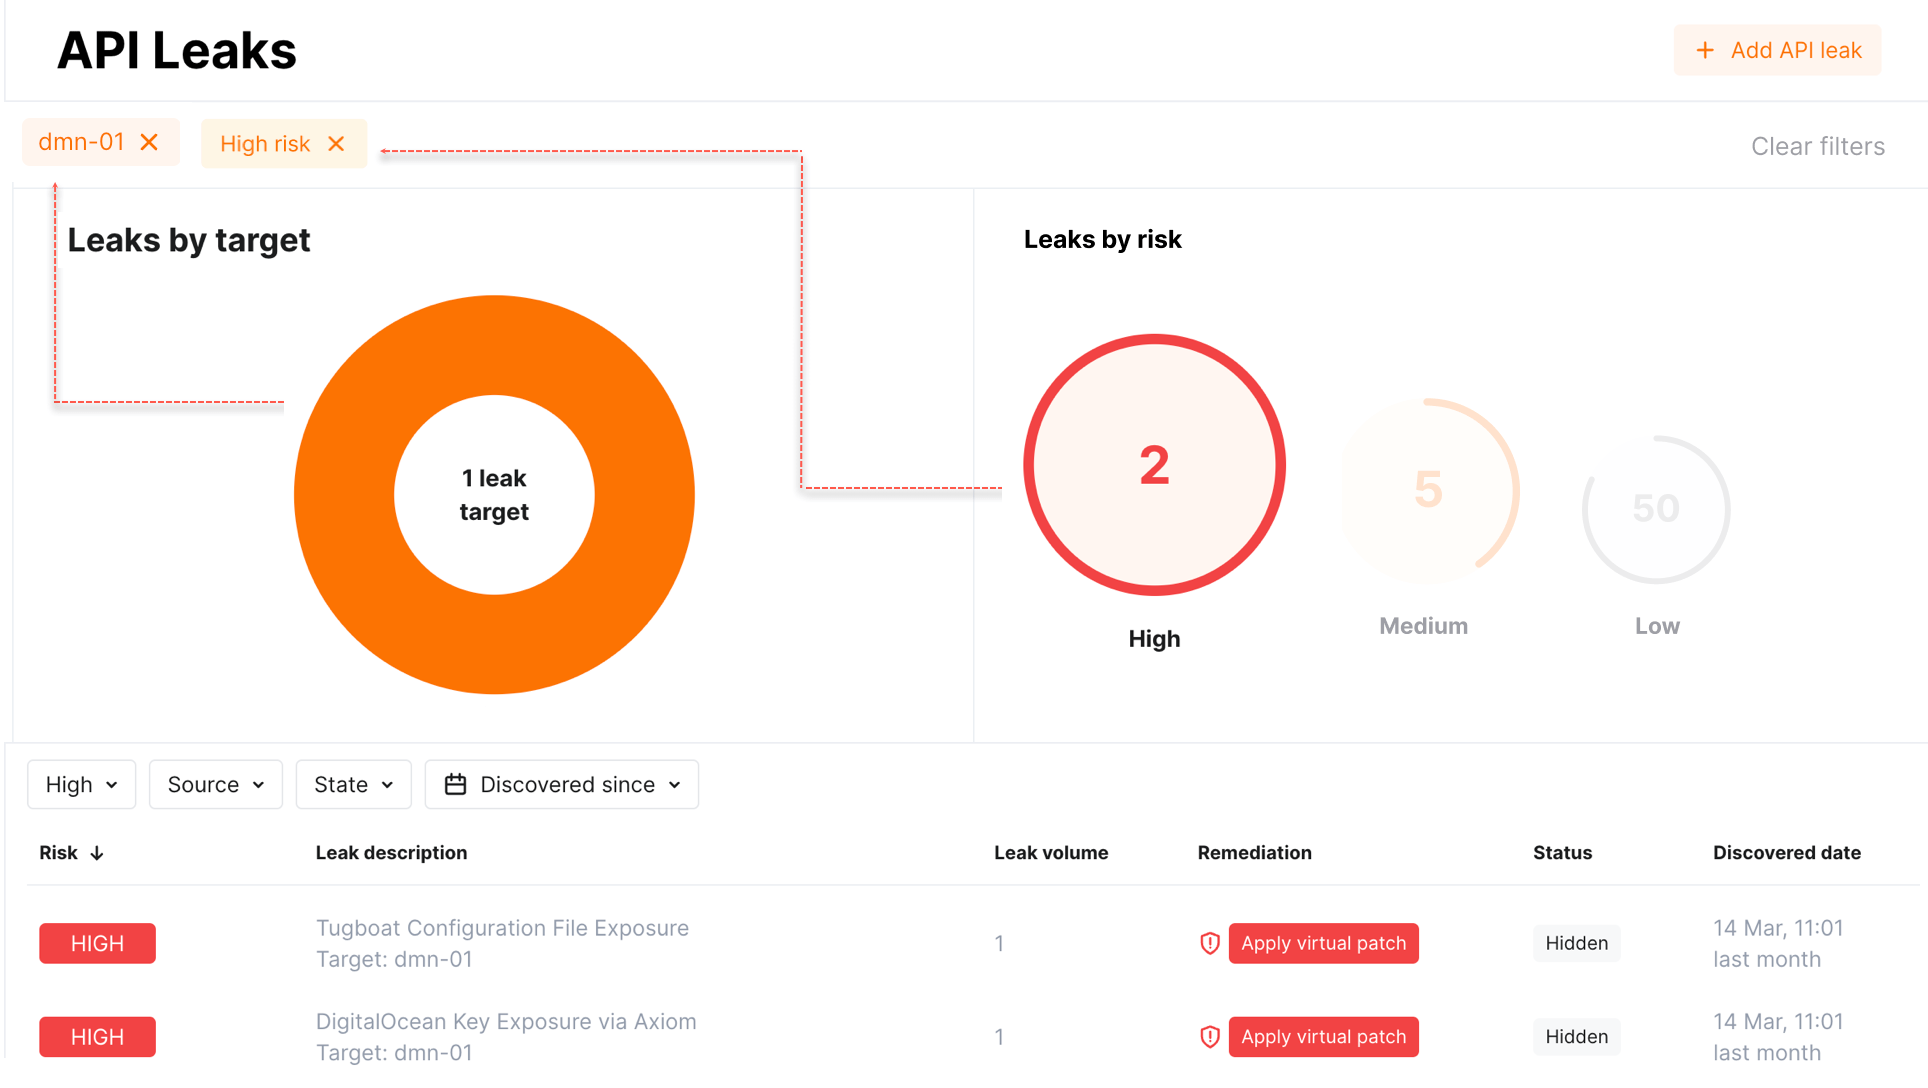 API Leaks
+ Add API leak
dmn-01 ✕
High risk ✕
Clear filters
Leaks by target
1 leak
target
Leaks by risk
2
5
50
High
Medium
Low
High
Source
State
Discovered since
Risk ↓
Leak description
Leak volume
Remediation
Status
Discovered date
HIGH
Tugboat Configuration File Exposure
Target: dmn-01
1
Apply virtual patch
Hidden
14 Mar, 11:01
last month
HIGH
DigitalOcean Key Exposure via Axiom
Target: dmn-01
1
Apply virtual patch
Hidden
14 Mar, 11:01
last month